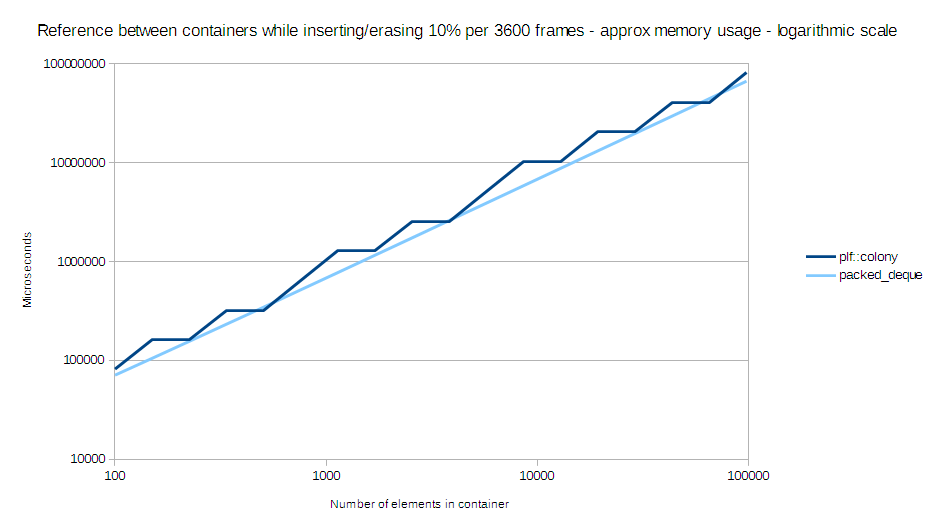 Reference between containers while inserting/erasing 10% per 3600 frames - approx memory usage - logarithmic scale
100000000
10000000
1000000
100000
10000
Microseconds
100
1000
10000
100000
Number of elements in container
plf::colony
packed_deque